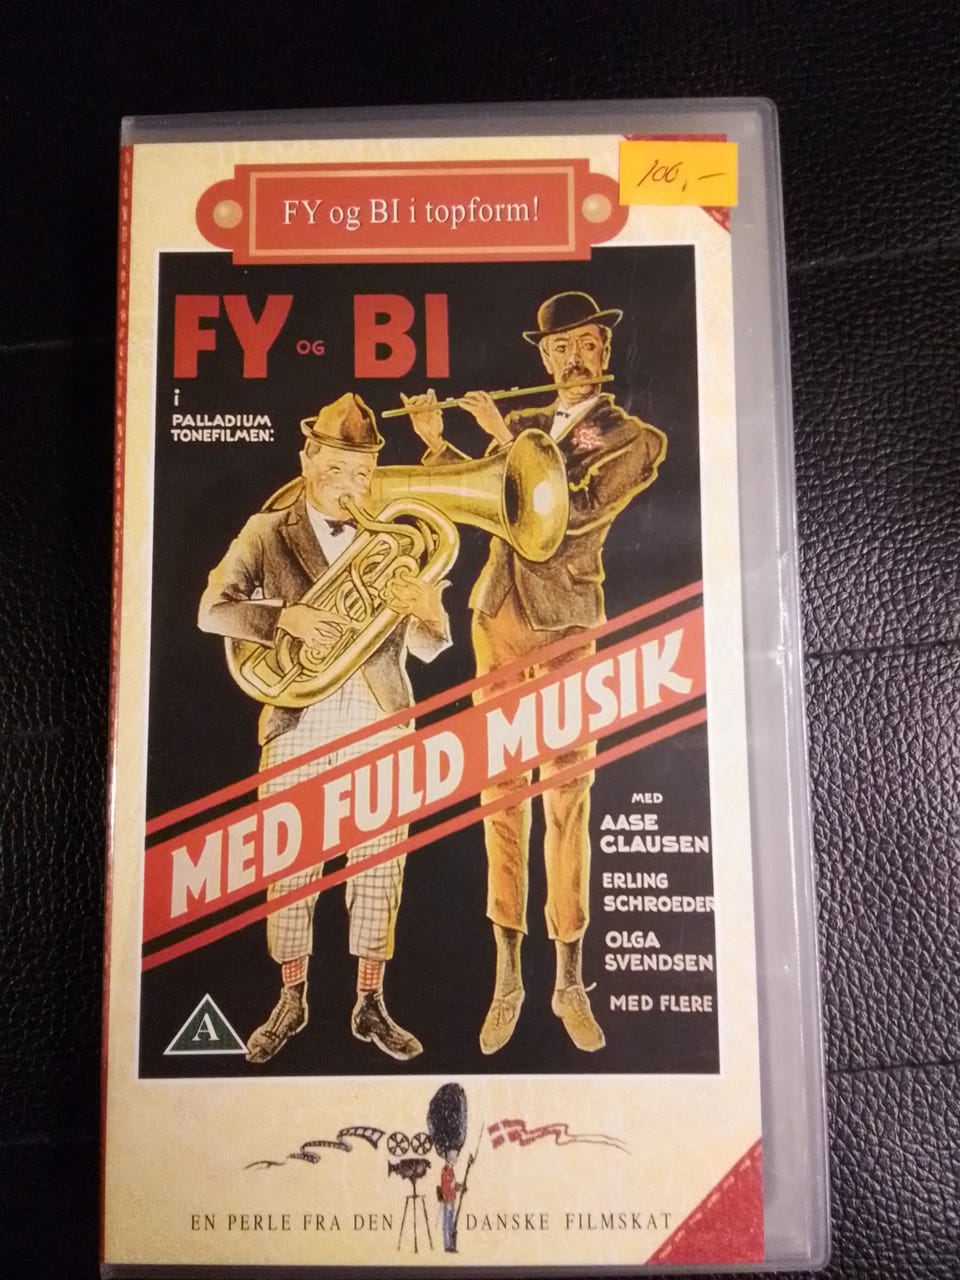 100,-
FY og BI i topform!
FY OG BI
i
PALLADIUM
TONEFILMEN:
MED FULD MUSIK
MED
AASE
CLAUSEN
ERLING
SCHROEDER
OLGA
SVENDSEN
MED FLERE
A
EN PERLE FRA DEN DANSKE FILMSKAT